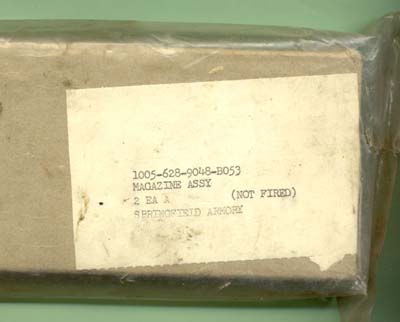 1005-628-9048-B053
MAGAZINE ASSY
2 EA A (NOT FIRED)
SPRINGFIELD ARMORY